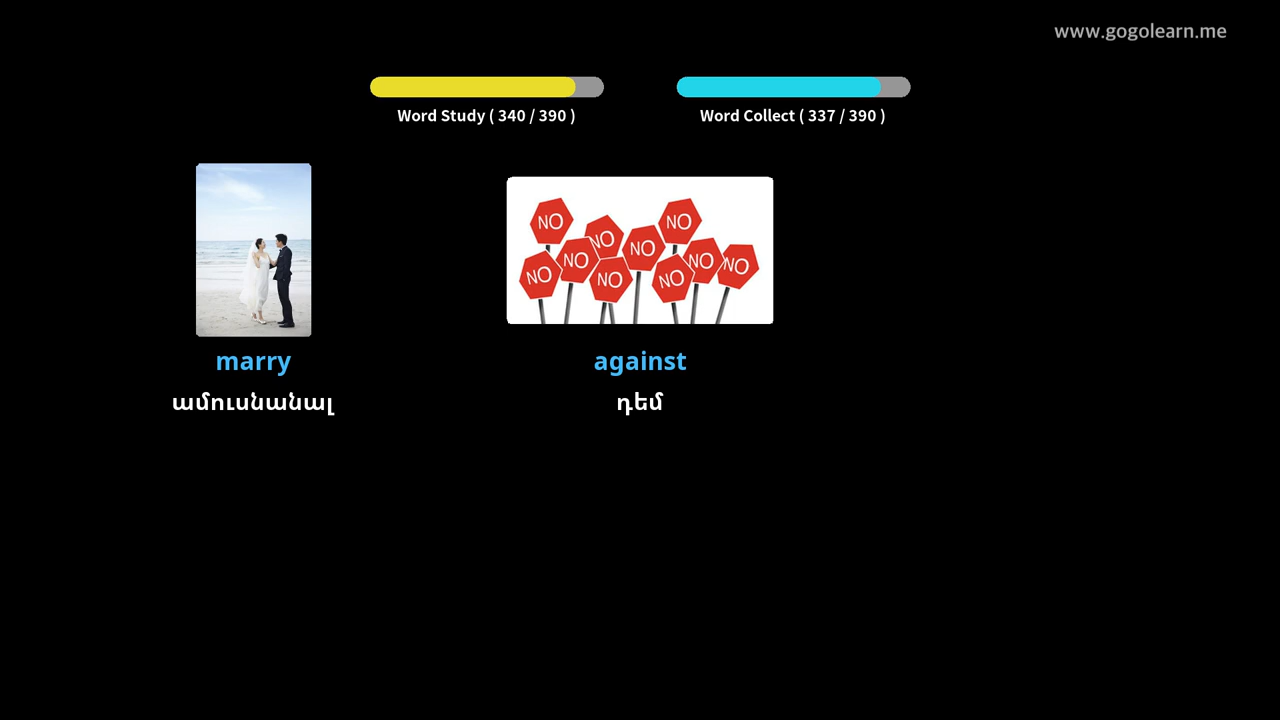 www.gogolearn.me
Word Study ( 340 / 390 )
Word Collect ( 337 / 390 )
NO
NO
NO
NO
NO
NO
NO
NO
NO
NO
marry
against
ամուսնանալ
դեմ